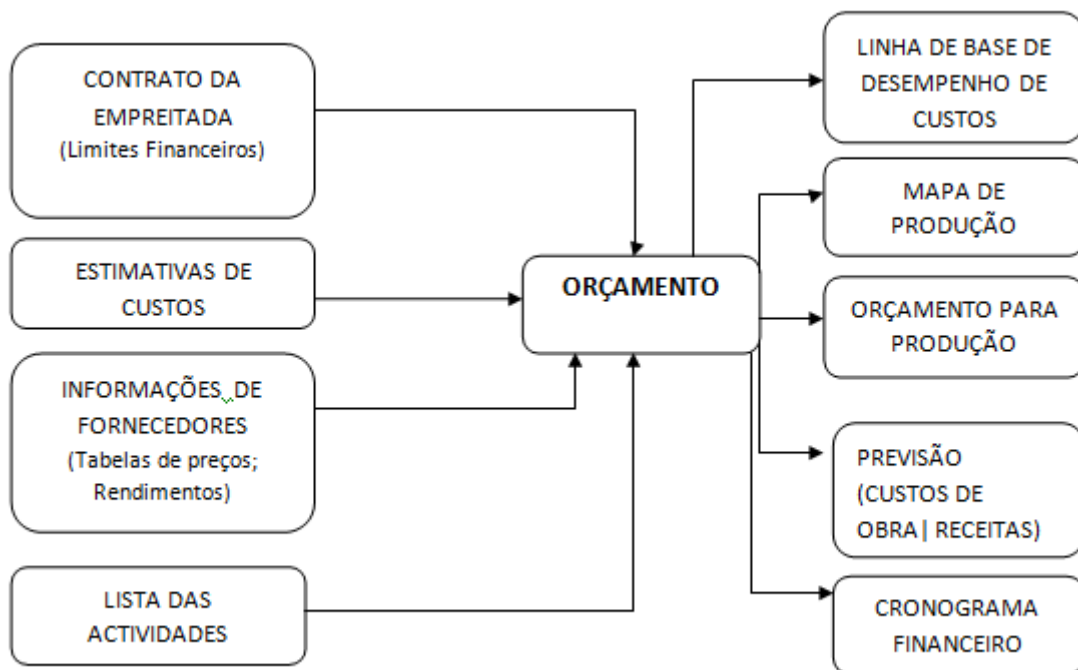 CONTRATO DA
EMPREITADA
(Limites Financeiros)
ESTIMATIVAS DE
CUSTOS
INFORMAÇÕES DE
FORNECEDORES
(Tabelas de preços;
Rendimentos)
LISTA DAS
ACTIVIDADES
ORÇAMENTO
LINHA DE BASE DE
DESEMPENHO DE
CUSTOS
MAPA DE
PRODUÇÃO
ORÇAMENTO PARA
PRODUÇÃO
PREVISÃO
(CUSTOS DE
OBRA| RECEITAS)
CRONOGRAMA
FINANCEIRO